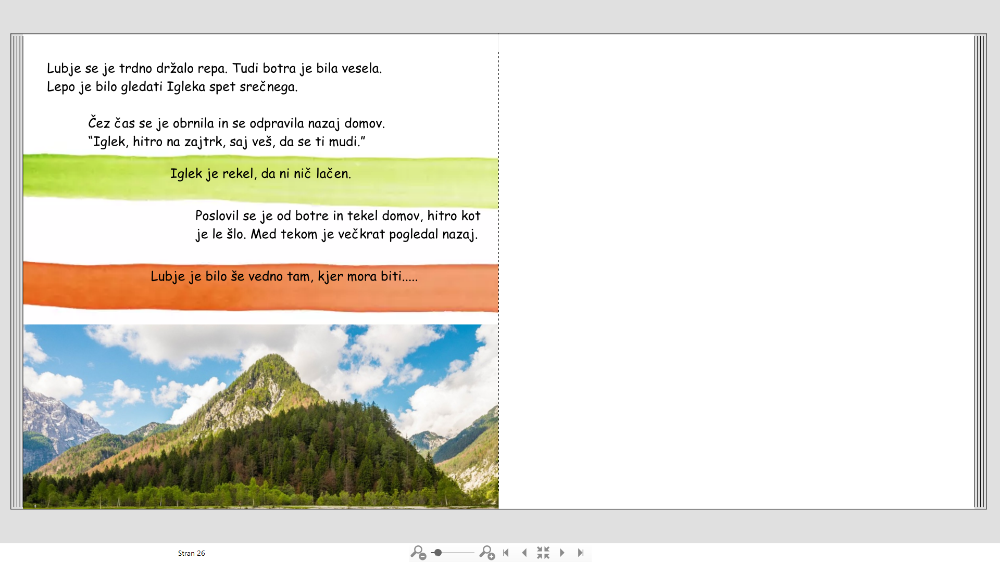 Lubje se je trdno držalo repa. Tudi botra je bila vesela.
Lepo je bilo gledati Igleka spet srečnega.
Čez čas se je obrnila in se odpravila nazaj domov.
“Iglek, hitro na zajtrk, saj veš, da se ti mudi.”
Iglek je rekel, da ni nič lačen.
Poslovil se je od botre in tekel domov, hitro kot
je le šlo. Med tekom je večkrat pogledal nazaj.
Lubje je bilo še vedno tam, kjer mora biti.....
Stran 26